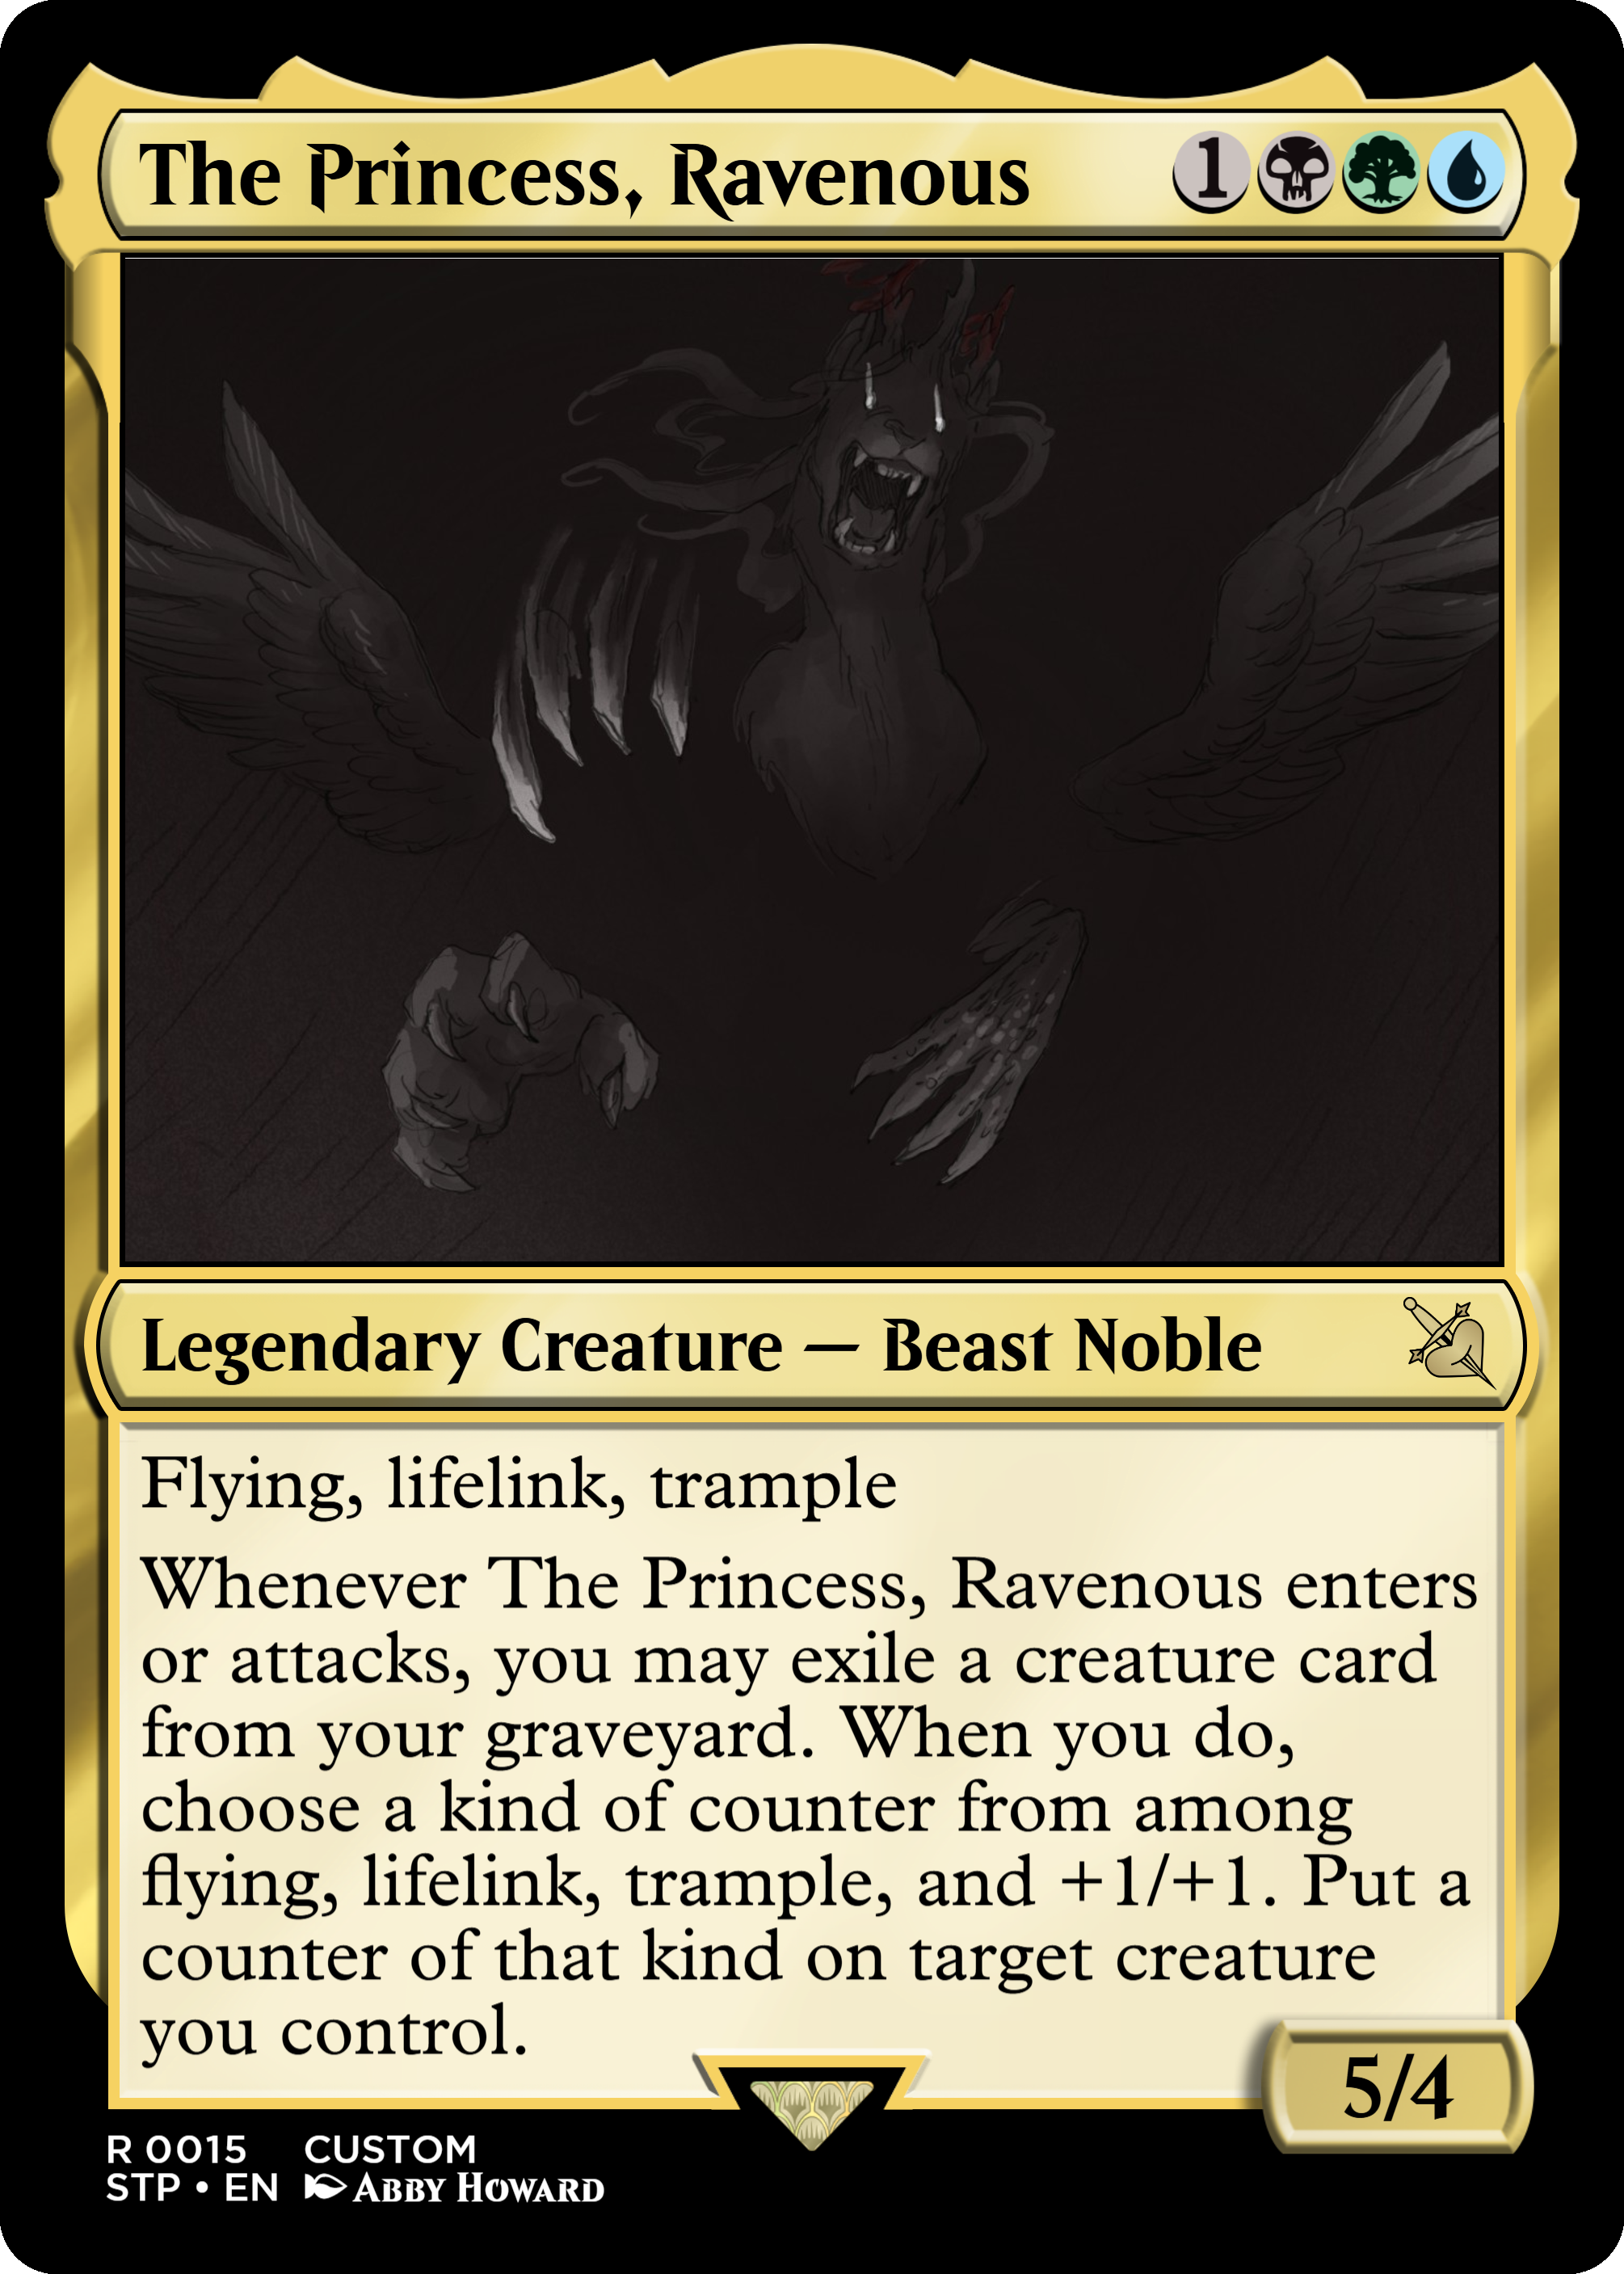 The Princess, Ravenous 1
Legendary Creature — Beast Noble
Flying, lifelink, trample
Whenever The Princess, Ravenous enters
or attacks, you may exile a creature card
from your graveyard. When you do,
choose a kind of counter from among
flying, lifelink, trample, and +1/+1. Put a
counter of that kind on target creature
you control.
5/4
R 0015 CUSTOM
STP • EN Abby Howard